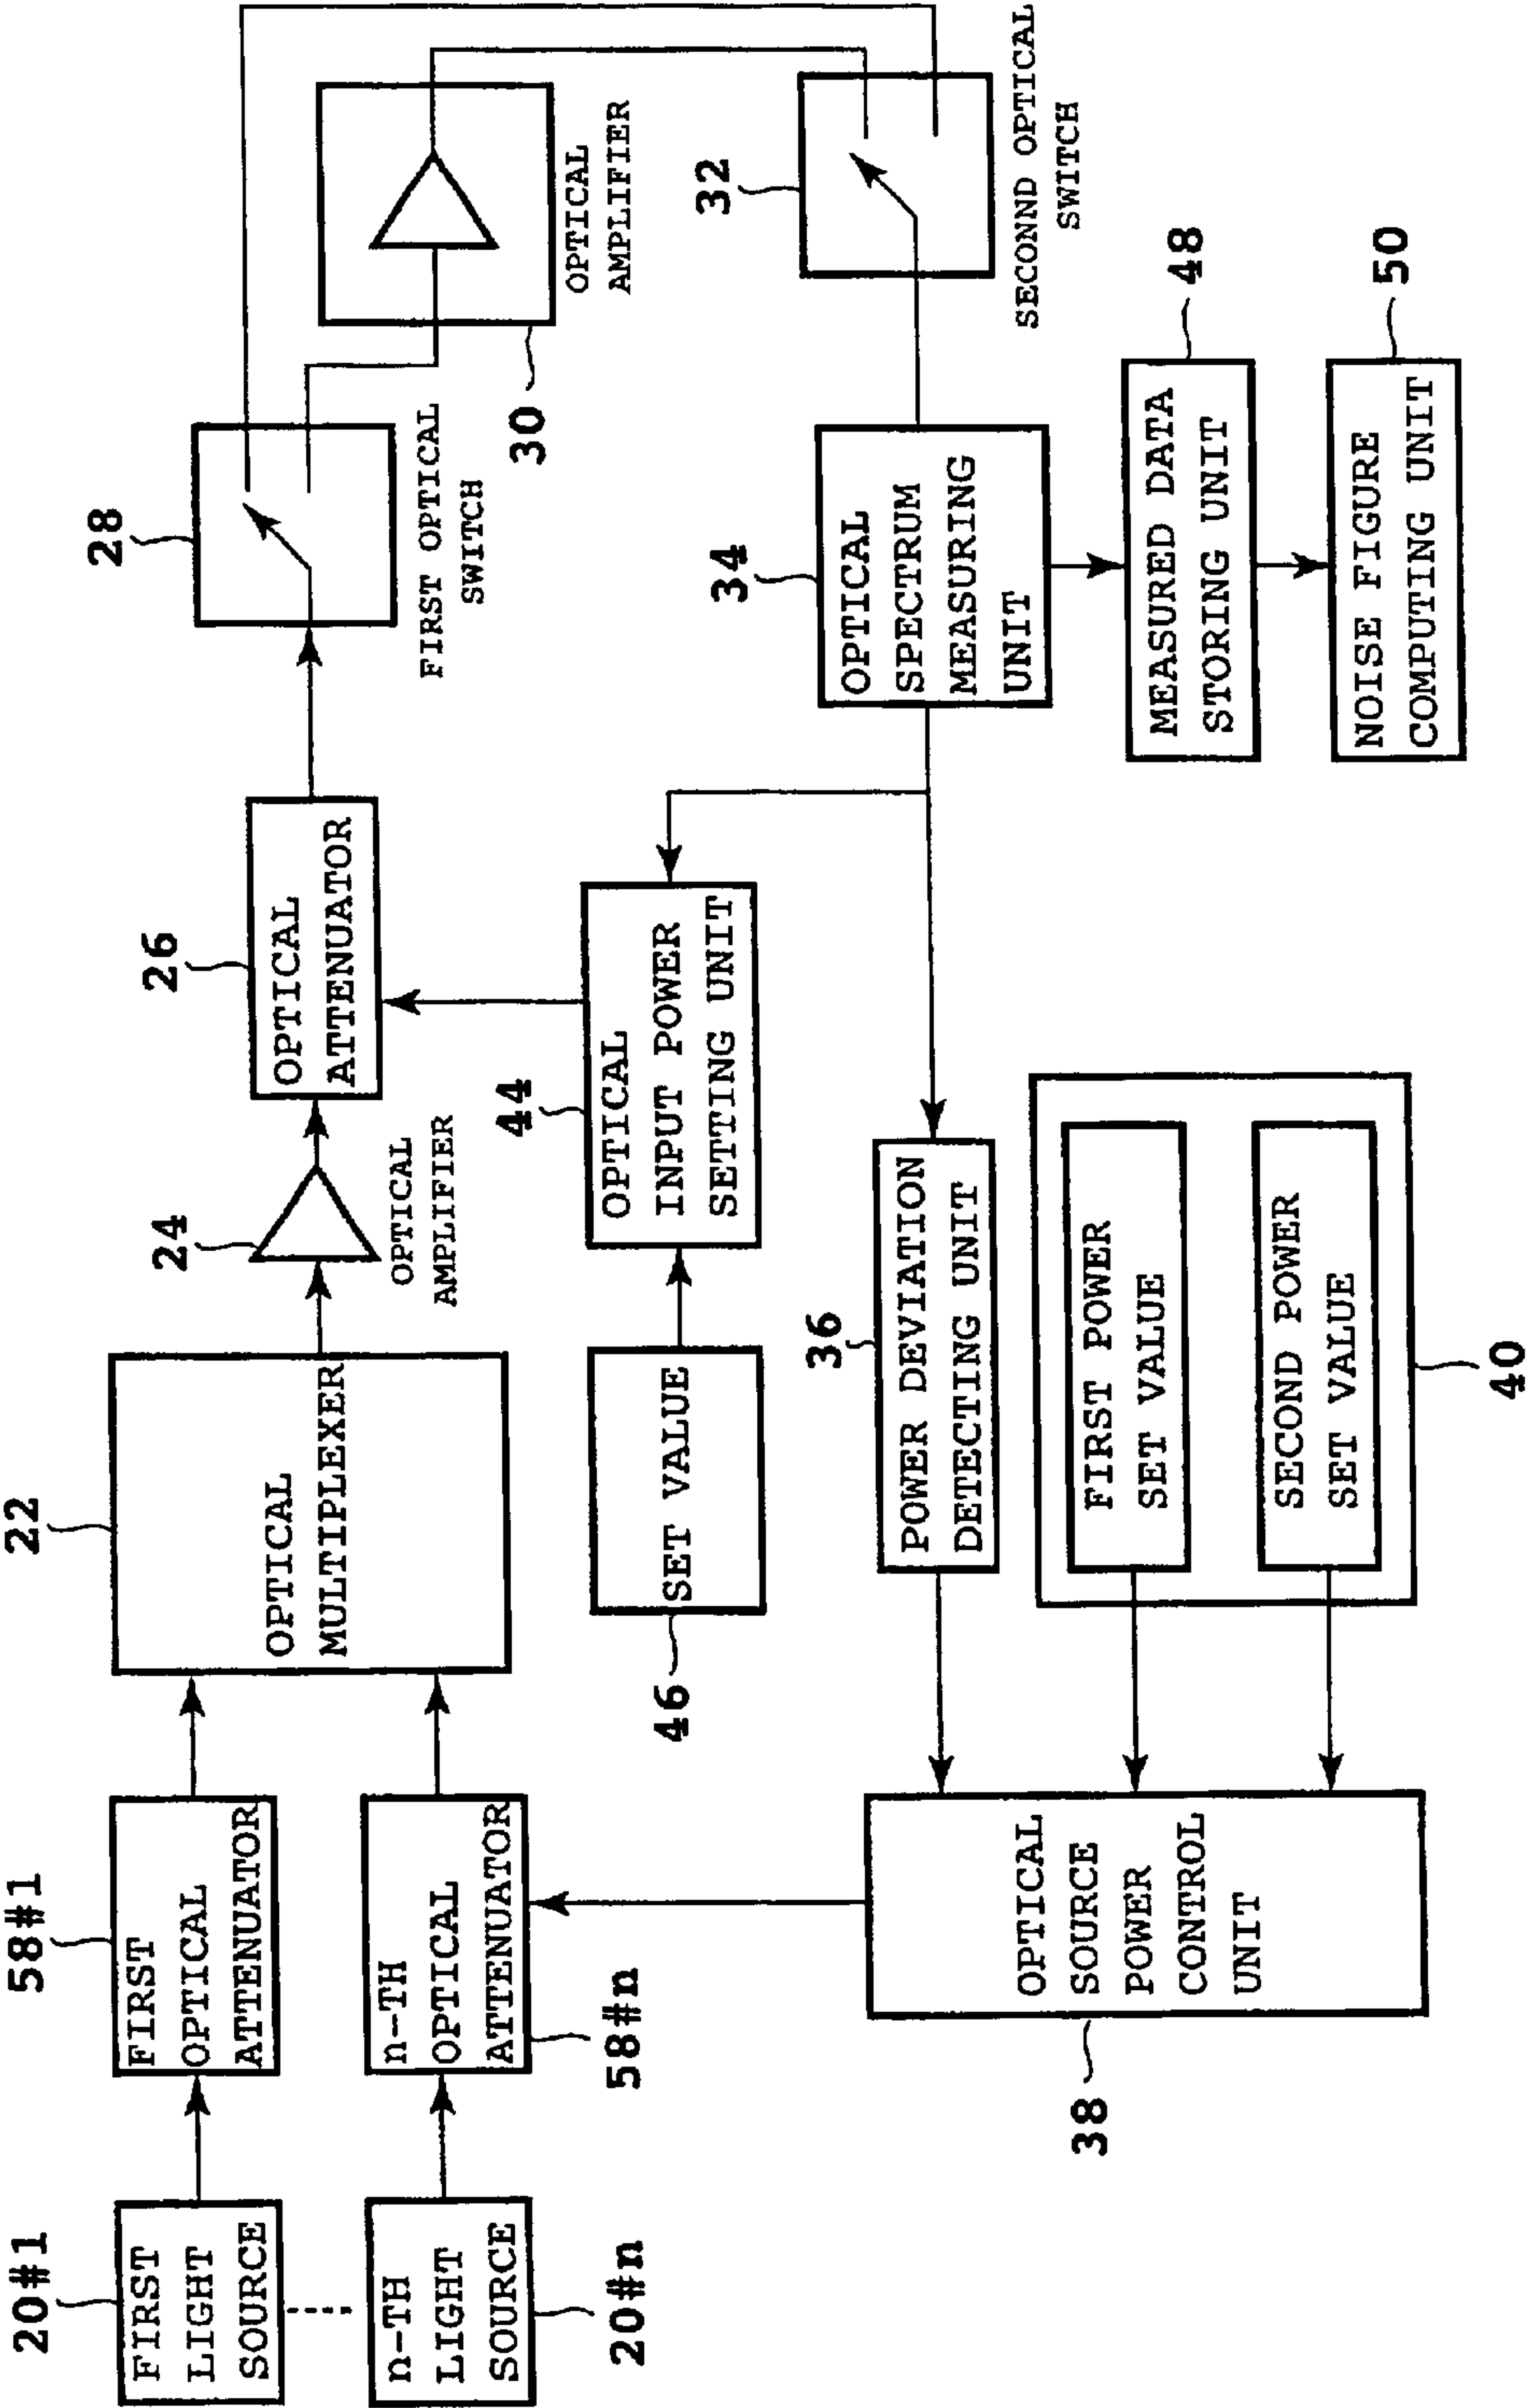 20#1
FIRST
LIGHT
SOURCE
58#1
FIRST
OPTICAL
ATTENUATOR
22
OPTICAL
MULTIPLEXER
24
OPTICAL
AMPLIFIER
26
OPTICAL
ATTENUATOR
28
FIRST OPTICAL
SWITCH
30
OPTICAL
AMPLIFIER
20#n
n-TH
LIGHT
SOURCE
58#n
n-TH
OPTICAL
ATTENUATOR
46
SET VALUE
44
OPTICAL
INPUT POWER
SETTING UNIT
32
SECOND OPTICAL
SWITCH
34
OPTICAL
SPECTRUM
MEASURING
UNIT
36
POWER DEVIATION
DETECTING UNIT
38
OPTICAL
SOURCE
POWER
CONTROL
UNIT
FIRST POWER
SET VALUE
SECOND POWER
SET VALUE
40
48
MEASURED DATA
STORING UNIT
50
NOISE FIGURE
COMPUTING UNIT